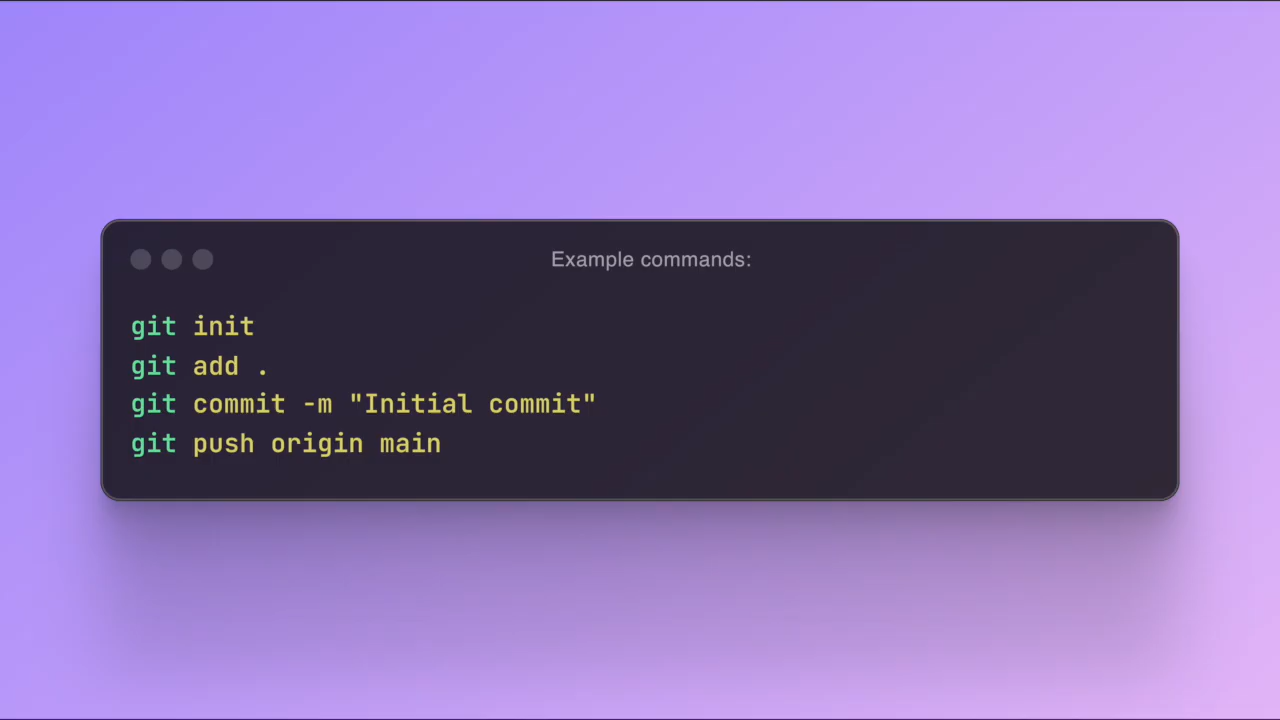 Example commands:
git init
git add .
git commit -m "Initial commit"
git push origin main